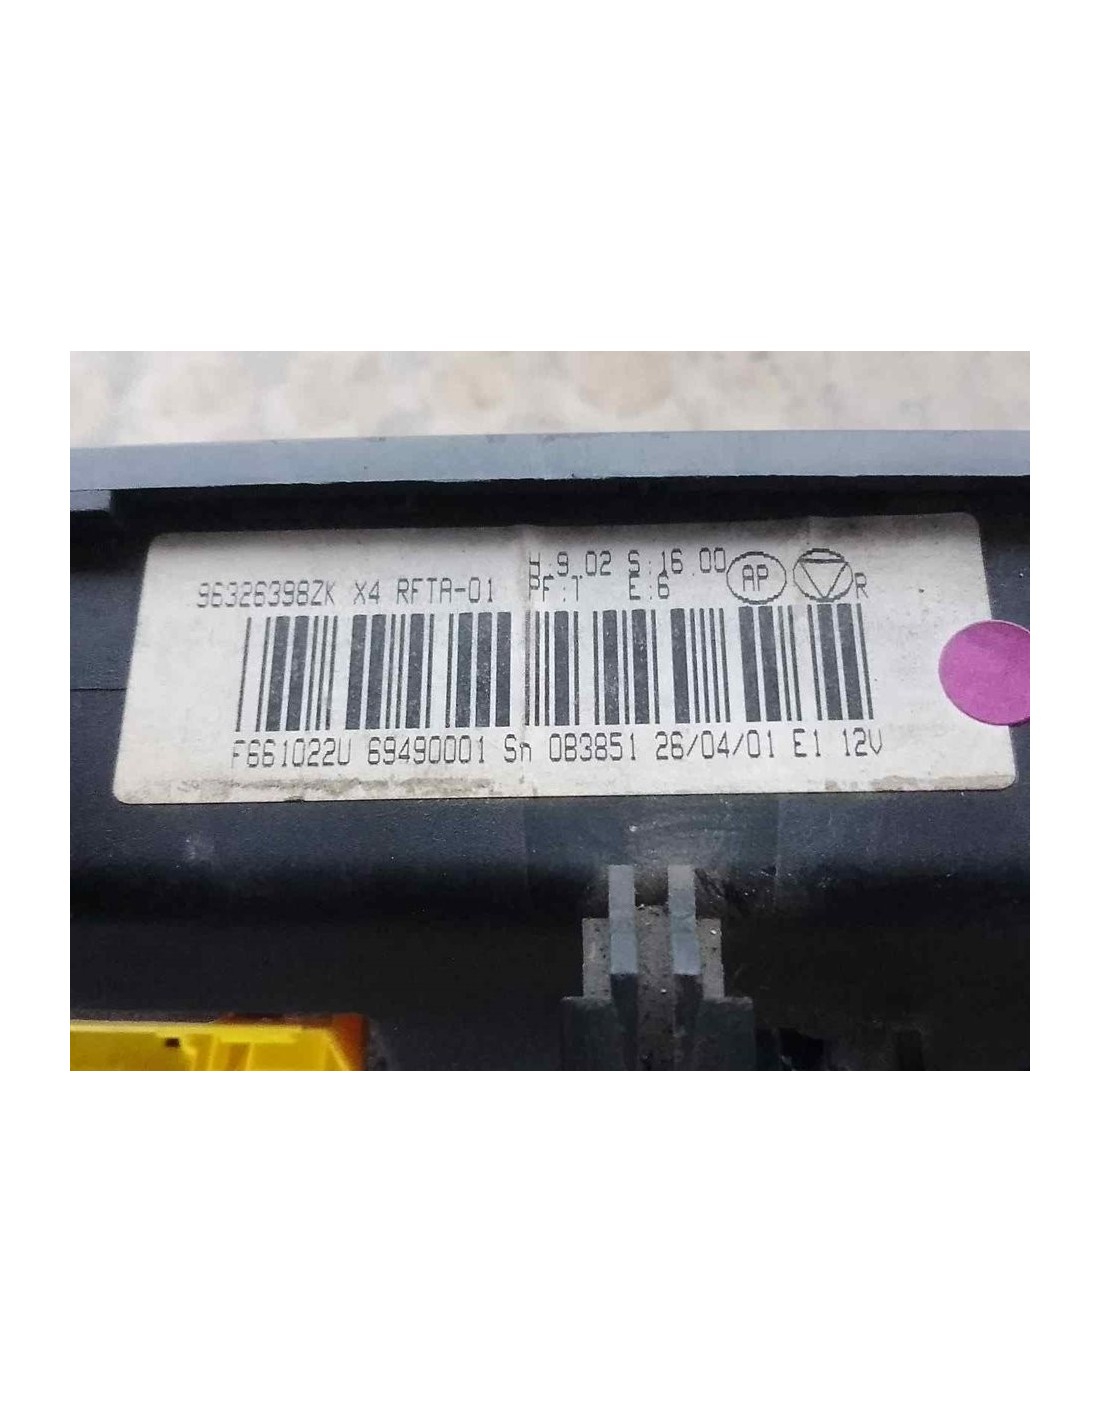 H:9.02 S:16.00
96326398ZK X4 RFTA-01 PF:T E:6 AP R
F661022U 69490001 Sn 0B3851 26/04/01 E1 12V